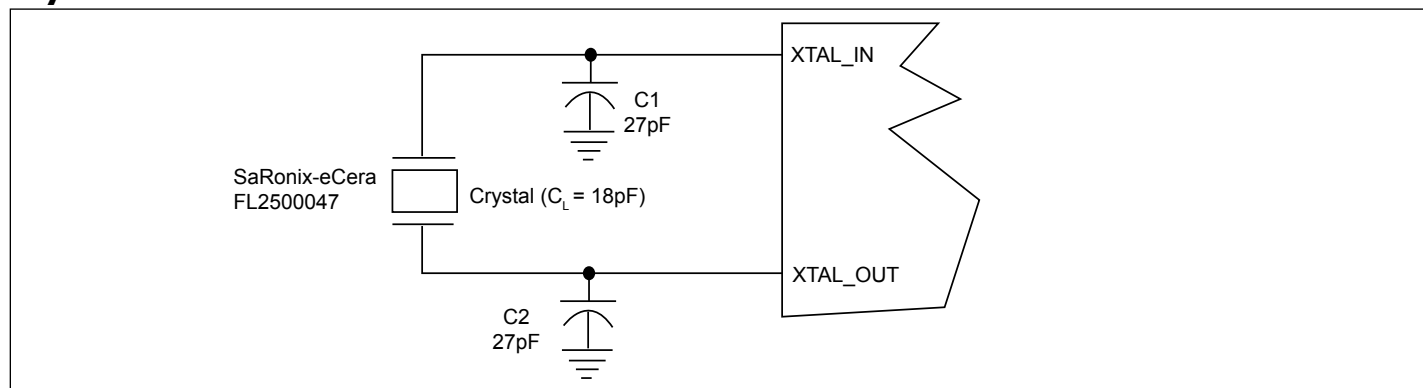 XTAL_IN
C1
27pF
SaRonix-eCera
FL2500047
Crystal (CL = 18pF)
XTAL_OUT
C2
27pF